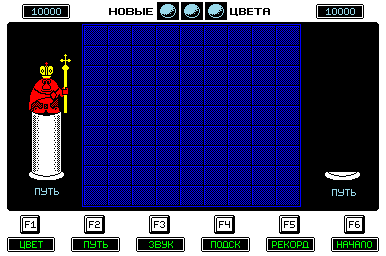 10000 НОВЫЕ ЦВЕТА 10000
ПУТЬ ПУТЬ
F1 F2 F3 F4 F5 F6
ЦВЕТ ПУТЬ ЗВУК ПОДСК РЕКОРД НАЧАЛО